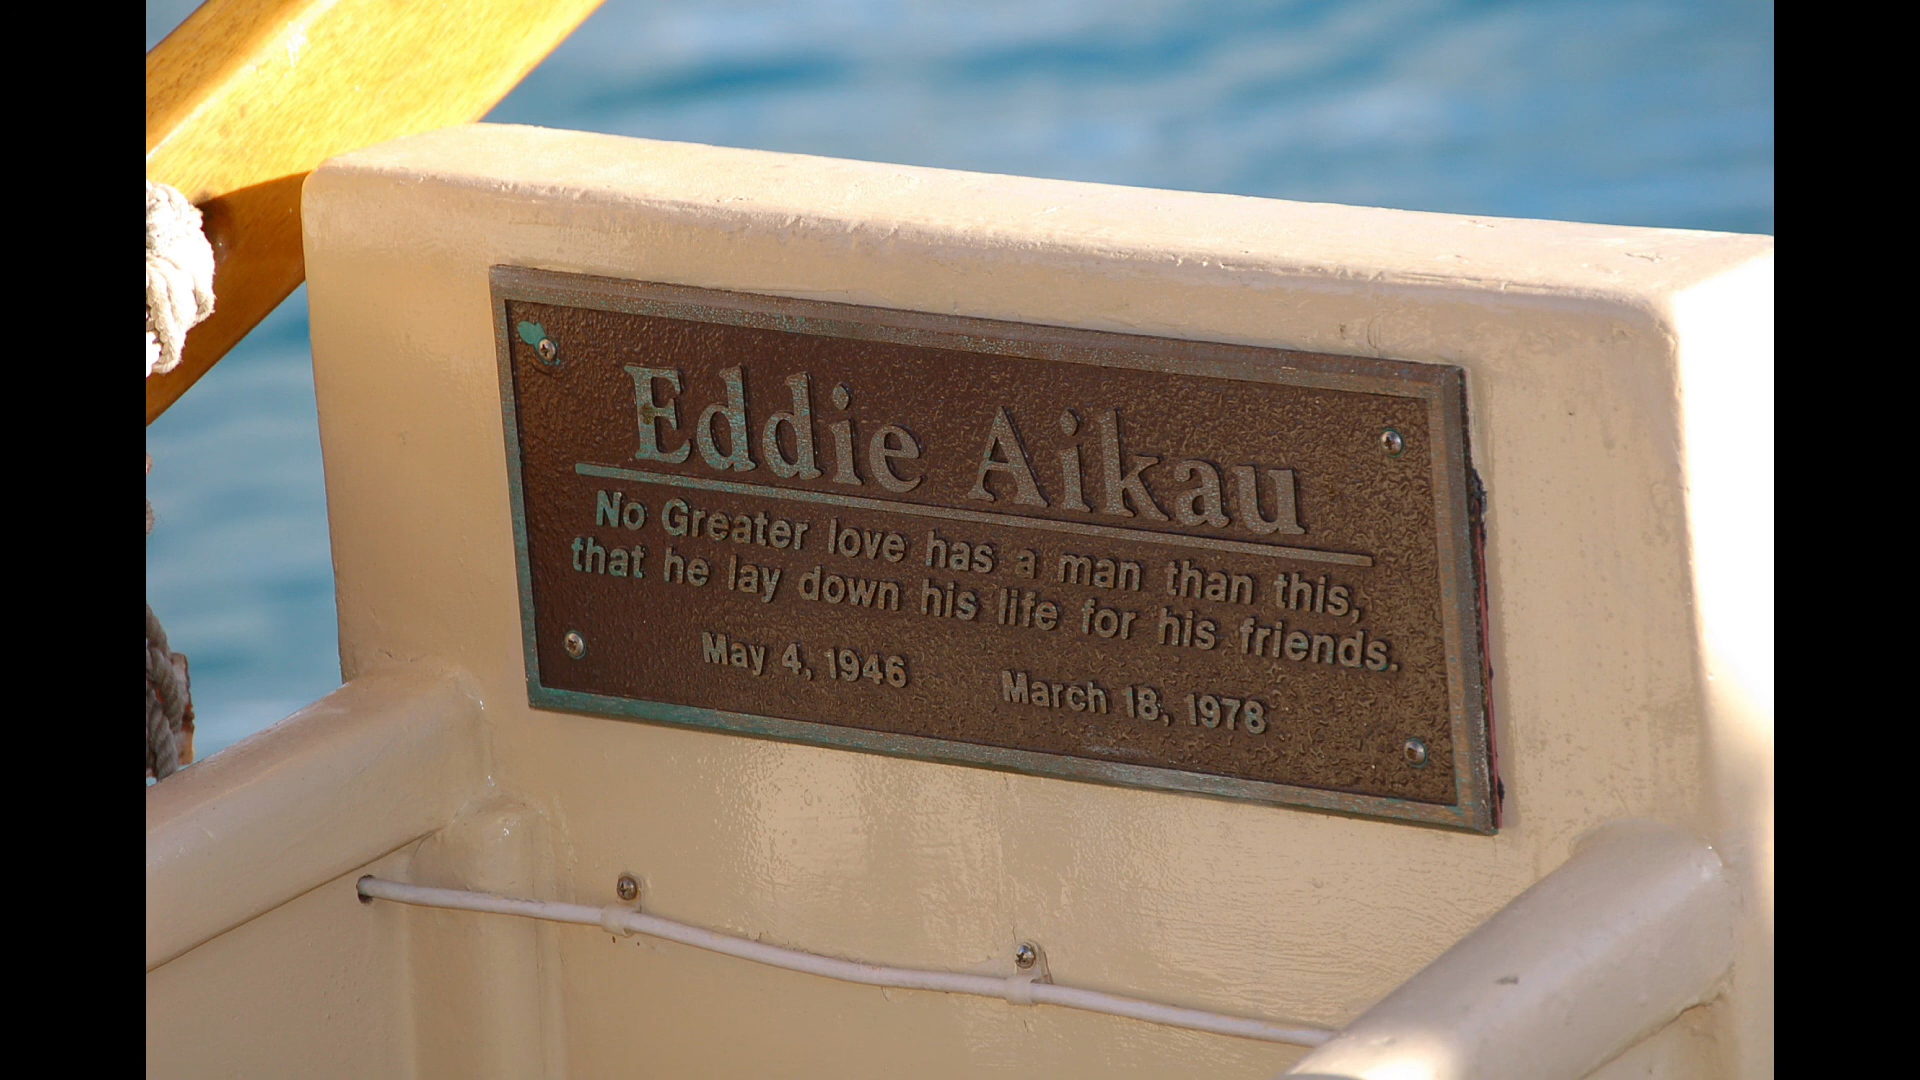 Eddie Aikau
No Greater love has a man than this,
that he lay down his life for his friends.
May 4, 1946 March 18, 1978